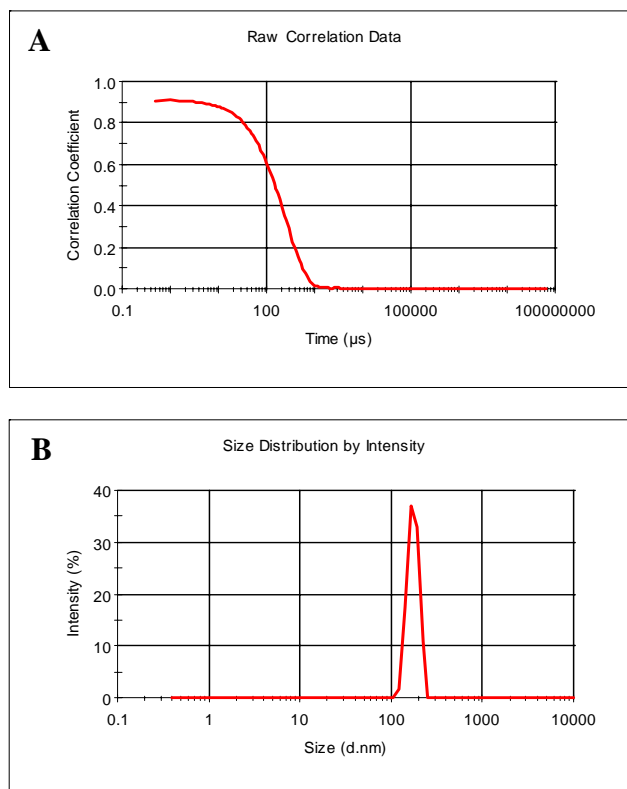 A
Raw Correlation Data
Correlation Coefficient
1.0
0.8
0.6
0.4
0.2
0.0
0.1 100 100000 100000000
Time (µs)
B
Size Distribution by Intensity
Intensity (%)
40
30
20
10
0
0.1 1 10 100 1000 10000
Size (d.nm)